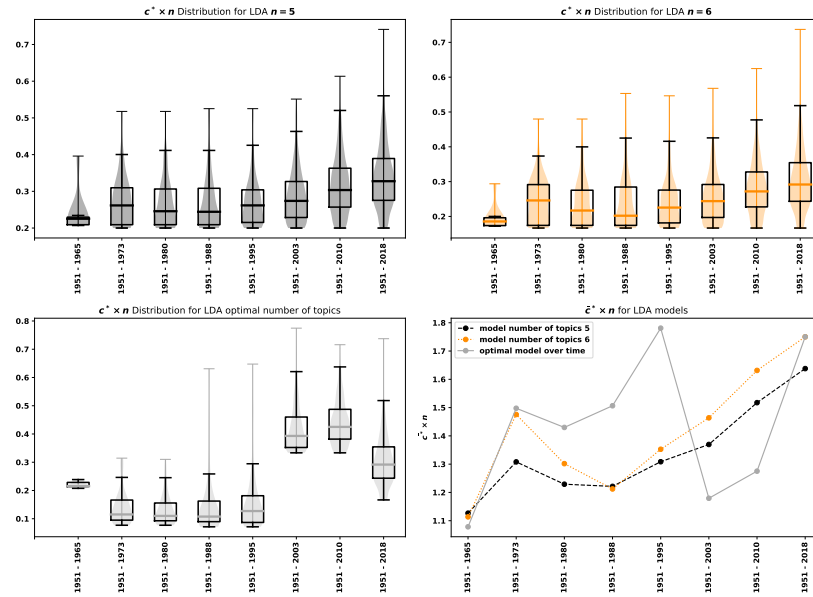 c* × n Distribution for LDA n = 5
0.7
0.6
0.5
0.4
0.3
0.2
1951 - 1965
1951 - 1973
1951 - 1980
1951 - 1988
1951 - 1995
1951 - 2003
1951 - 2010
1951 - 2018
c* × n Distribution for LDA n = 6
0.7
0.6
0.5
0.4
0.3
0.2
1951 - 1965
1951 - 1973
1951 - 1980
1951 - 1988
1951 - 1995
1951 - 2003
1951 - 2010
1951 - 2018
c* × n Distribution for LDA optimal number of topics
0.8
0.7
0.6
0.5
0.4
0.3
0.2
0.1
1951 - 1965
1951 - 1973
1951 - 1980
1951 - 1988
1951 - 1995
1951 - 2003
1951 - 2010
1951 - 2018
c̄* × n for LDA models
model number of topics 5
model number of topics 6
optimal model over time
c̄* × n
1.8
1.7
1.6
1.5
1.4
1.3
1.2
1.1
1951 - 1965
1951 - 1973
1951 - 1980
1951 - 1988
1951 - 1995
1951 - 2003
1951 - 2010
1951 - 2018